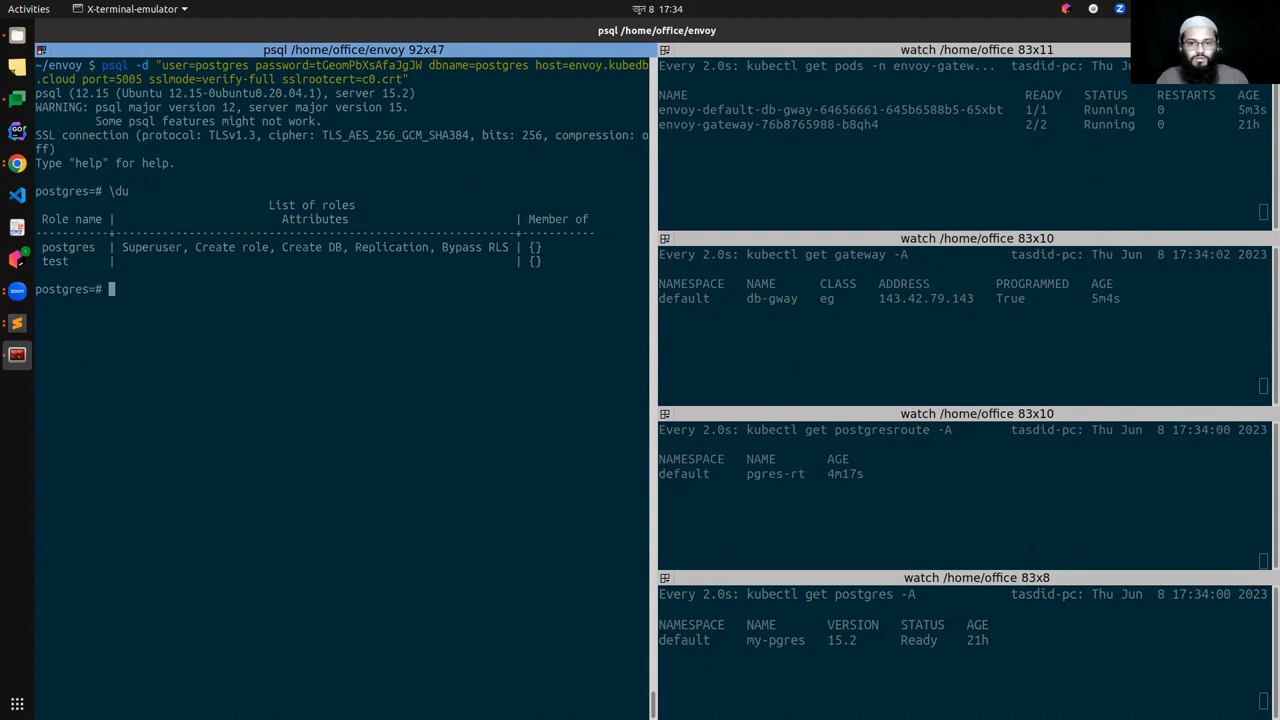 Activities
X-terminal-emulator
জুন 8 17:34
psql /home/office/envoy
psql /home/office/envoy 92x47
~/envoy $ psql -d "user=postgres password=tGeomPbXsAfaJgJW dbname=postgres host=envoy.kubedb
.cloud port=5005 sslmode=verify-full sslrootcert=c0.crt"
psql (12.15 (Ubuntu 12.15-0ubuntu0.20.04.1), server 15.2)
WARNING: psql major version 12, server major version 15.
Some psql features might not work.
SSL connection (protocol: TLSv1.3, cipher: TLS_AES_256_GCM_SHA384, bits: 256, compression: o
ff)
Type "help" for help.
postgres=# \du
List of roles
Role name | Attributes | Member of
-----------+------------------------------------------------------------+-----------
postgres | Superuser, Create role, Create DB, Replication, Bypass RLS | {}
test | | {}
postgres=#
watch /home/office 83x11
Every 2.0s: kubectl get pods -n envoy-gatew... tasdid-pc: Thu Ju
NAME READY STATUS RESTARTS AGE
envoy-default-db-gway-64656661-645b6588b5-65xbt 1/1 Running 0 5m3s
envoy-gateway-76b8765988-b8qh4 2/2 Running 0 21h
watch /home/office 83x10
Every 2.0s: kubectl get gateway -A tasdid-pc: Thu Jun 8 17:34:02 2023
NAMESPACE NAME CLASS ADDRESS PROGRAMMED AGE
default db-gway eg 143.42.79.143 True 5m4s
watch /home/office 83x10
Every 2.0s: kubectl get postgresroute -A tasdid-pc: Thu Jun 8 17:34:00 2023
NAMESPACE NAME AGE
default pgres-rt 4m17s
watch /home/office 83x8
Every 2.0s: kubectl get postgres -A tasdid-pc: Thu Jun 8 17:34:00 2023
NAMESPACE NAME VERSION STATUS AGE
default my-pgres 15.2 Ready 21h